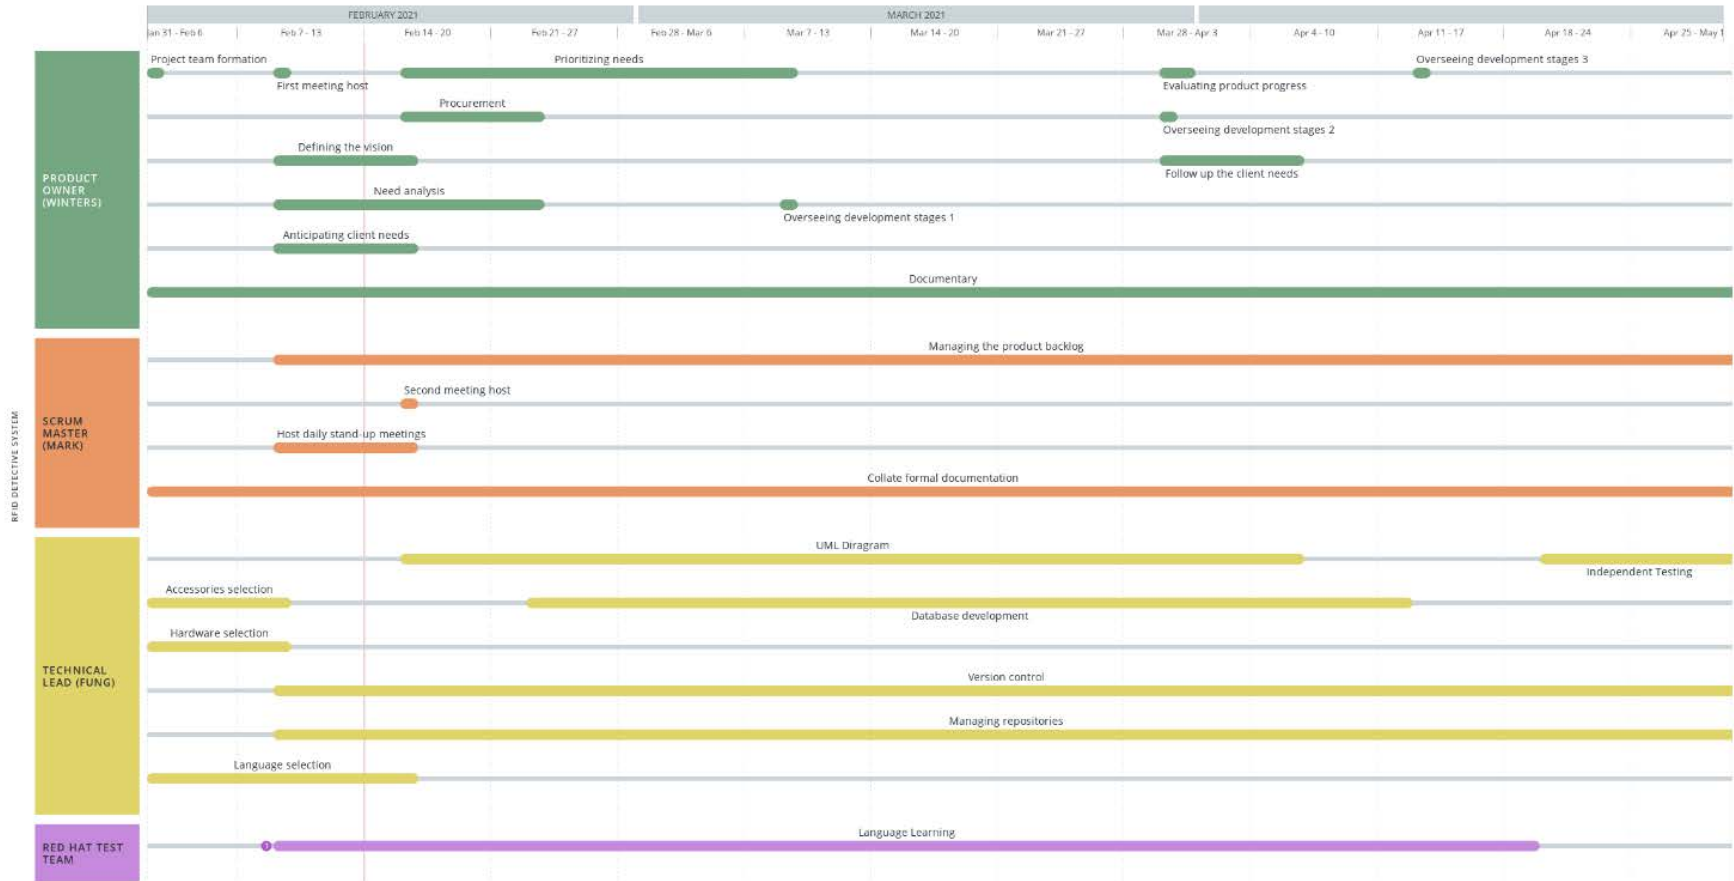 FEBRUARY 2021
MARCH 2021
Jan 31 - Feb 6
Feb 7 - 13
Feb 14 - 20
Feb 21 - 27
Feb 28 - Mar 6
Mar 7 - 13
Mar 14 - 20
Mar 21 - 27
Mar 28 - Apr 3
Apr 4 - 10
Apr 11 - 17
Apr 18 - 24
Apr 25 - May 1
RFID DETECTIVE SYSTEM
PRODUCT
OWNER
(WINTERS)
Project team formation
First meeting host
Prioritizing needs
Evaluating product progress
Overseeing development stages 3
Procurement
Overseeing development stages 2
Defining the vision
Follow up the client needs
Need analysis
Overseeing development stages 1
Anticipating client needs
Documentary
SCRUM
MASTER
(MARK)
Managing the product backlog
Second meeting host
Host daily stand-up meetings
Collate formal documentation
TECHNICAL
LEAD (FUNG)
UML Diragram
Independent Testing
Accessories selection
Database development
Hardware selection
Version control
Managing repositories
Language selection
RED HAT TEST
TEAM
Language Learning